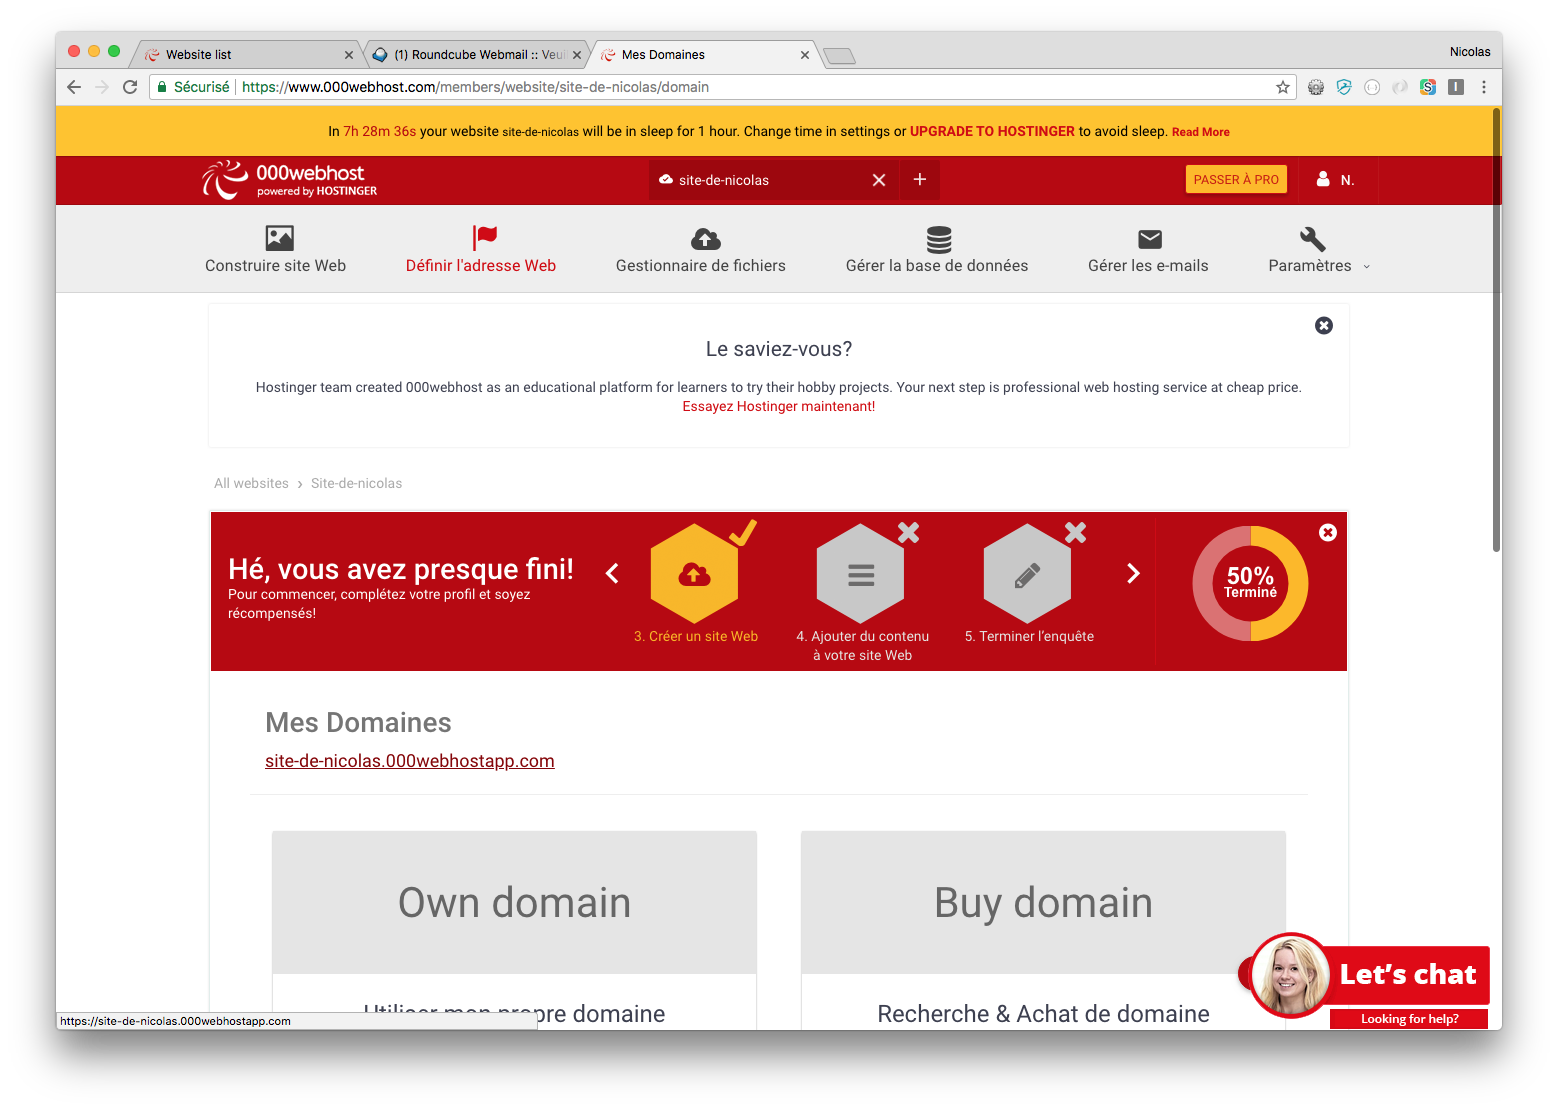 Website list
(1) Roundcube Webmail :: Veui
Mes Domaines
Nicolas
Sécurisé
https://www.000webhost.com/members/website/site-de-nicolas/domain
In 7h 28m 36s your website site-de-nicolas will be in sleep for 1 hour. Change time in settings or UPGRADE TO HOSTINGER to avoid sleep. Read More
000webhost
powered by HOSTINGER
site-de-nicolas
PASSER À PRO
N.
Construire site Web
Définir l'adresse Web
Gestionnaire de fichiers
Gérer la base de données
Gérer les e-mails
Paramètres
Le saviez-vous?
Hostinger team created 000webhost as an educational platform for learners to try their hobby projects. Your next step is professional web hosting service at cheap price.
Essayez Hostinger maintenant!
All websites › Site-de-nicolas
Hé, vous avez presque fini!
Pour commencer, complétez votre profil et soyez
récompensés!
3. Créer un site Web
4. Ajouter du contenu
à votre site Web
5. Terminer l'enquête
50%
Terminé
Mes Domaines
site-de-nicolas.000webhostapp.com
Own domain
Buy domain
Utiliser mon propre domaine
Recherche & Achat de domaine
Let's chat
Looking for help?
https://site-de-nicolas.000webhostapp.com